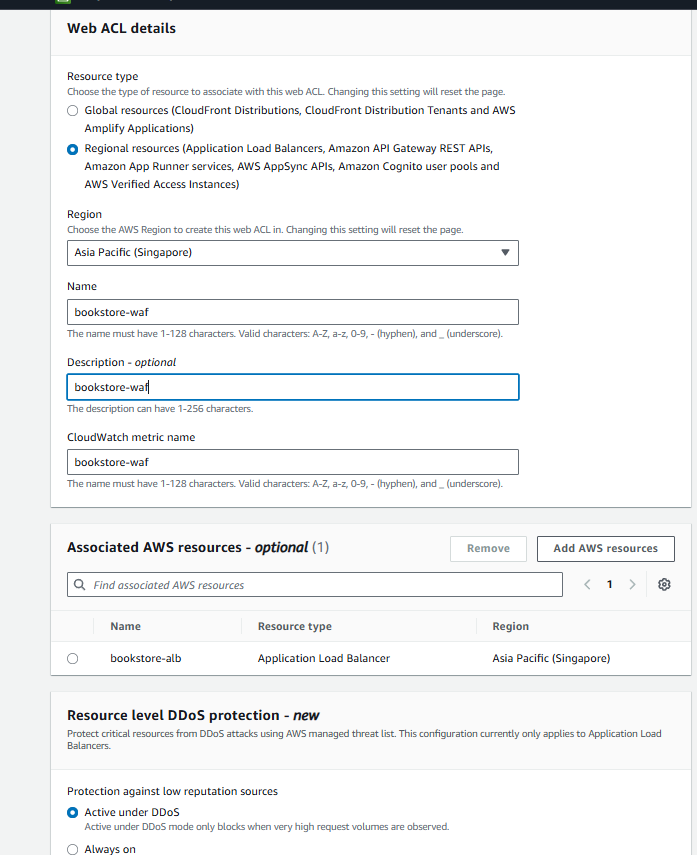 Web ACL details
Resource type
Choose the type of resource to associate with this web ACL. Changing this setting will reset the page.
Global resources (CloudFront Distributions, CloudFront Distribution Tenants and AWS
Amplify Applications)
Regional resources (Application Load Balancers, Amazon API Gateway REST APIs,
Amazon App Runner services, AWS AppSync APIs, Amazon Cognito user pools and
AWS Verified Access Instances)
Region
Choose the AWS Region to create this web ACL in. Changing this setting will reset the page.
Asia Pacific (Singapore)
Name
bookstore-waf
The name must have 1-128 characters. Valid characters: A-Z, a-z, 0-9, - (hyphen), and _ (underscore).
Description - optional
bookstore-waf
The description can have 1-256 characters.
CloudWatch metric name
bookstore-waf
The name must have 1-128 characters. Valid characters: A-Z, a-z, 0-9, - (hyphen), and _ (underscore).
Associated AWS resources - optional (1)
Remove
Add AWS resources
Find associated AWS resources
1
Name Resource type Region
bookstore-alb Application Load Balancer Asia Pacific (Singapore)
Resource level DDoS protection - new
Protect critical resources from DDoS attacks using AWS managed threat list. This configuration currently only applies to Application Load
Balancers.
Protection against low reputation sources
Active under DDoS
Active under DDoS mode only blocks when very high request volumes are observed.
Always on